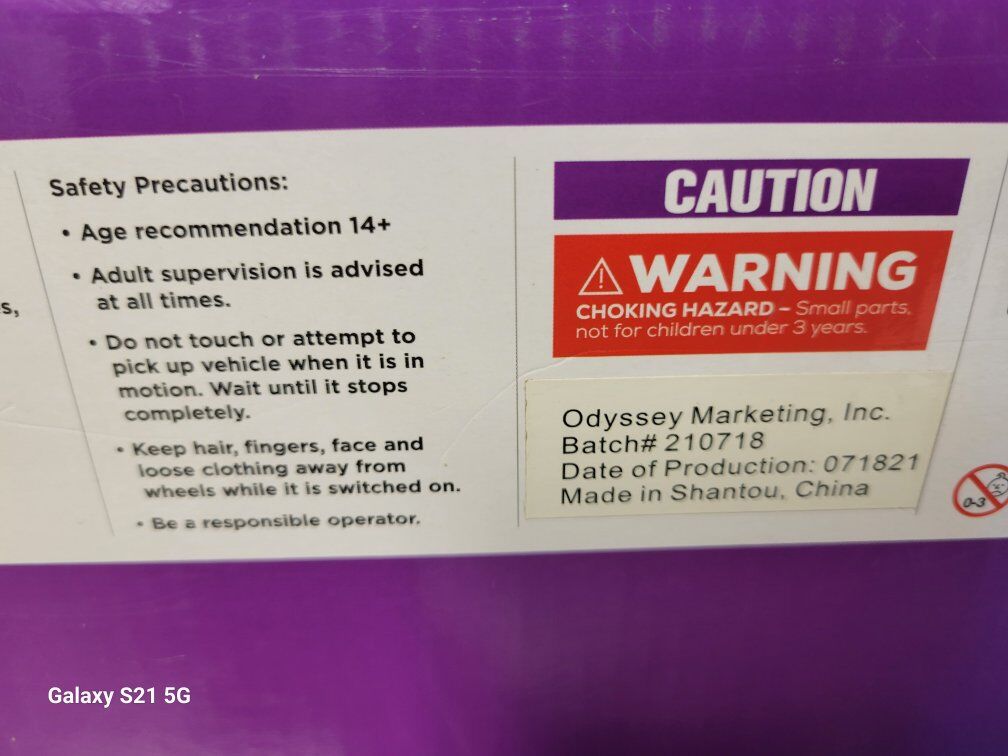 s,
Safety Precautions:
• Age recommendation 14+
• Adult supervision is advised
at all times.
• Do not touch or attempt to
pick up vehicle when it is in
motion. Wait until it stops
completely.
• Keep hair, fingers, face and
loose clothing away from
wheels while it is switched on.
• Be a responsible operator.
CAUTION
⚠WARNING
CHOKING HAZARD – Small parts,
not for children under 3 years.
Odyssey Marketing, Inc.
Batch# 210718
Date of Production: 071821
Made in Shantou, China
0-3
Galaxy S21 5G